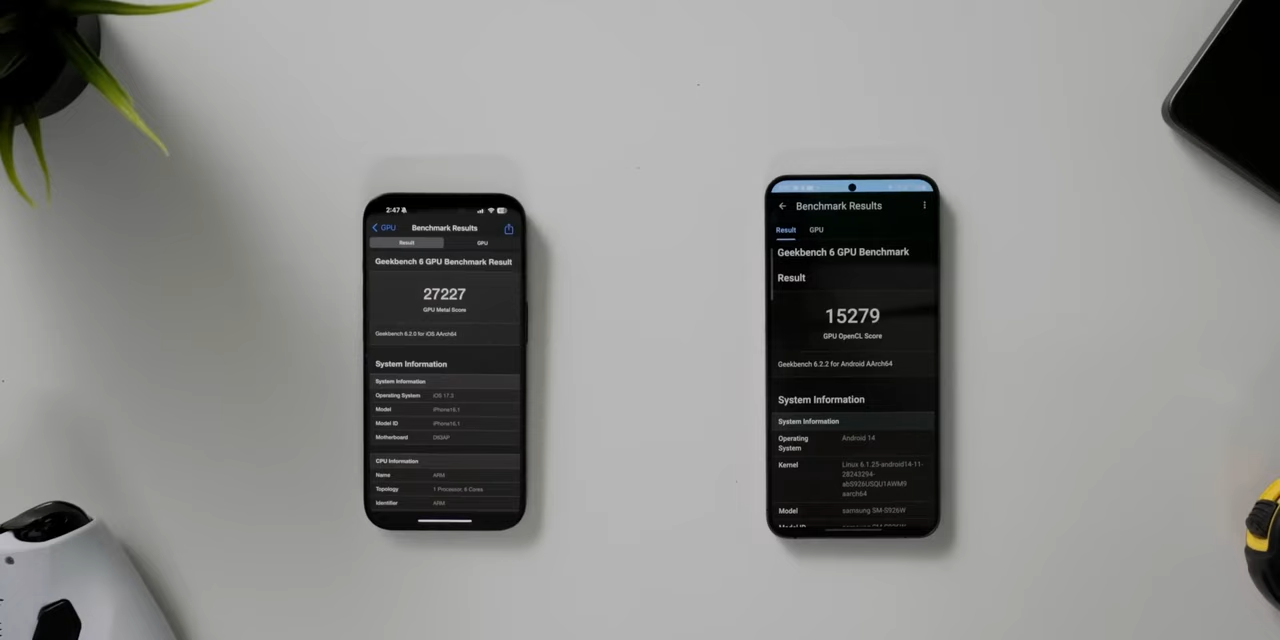 2:47
GPU
Benchmark Results
Result
GPU
Geekbench 6 GPU Benchmark Result
27227
GPU Metal Score
Geekbench 6.2.0 for iOS AArch64
System Information
System Information
Operating System iOS 17.3
Model iPhone16,1
Model ID iPhone16,1
Motherboard D83AP
CPU Information
Name ARM
Topology 1 Processor, 6 Cores
Identifier ARM
Benchmark Results
Result
GPU
Geekbench 6 GPU Benchmark
Result
15279
GPU OpenCL Score
Geekbench 6.2.2 for Android AArch64
System Information
System Information
Operating Android 14
System
Kernel Linux 6.1.25-android14-11-
28243294-
abS926USQU1AWM9
aarch64
Model samsung SM-S926W